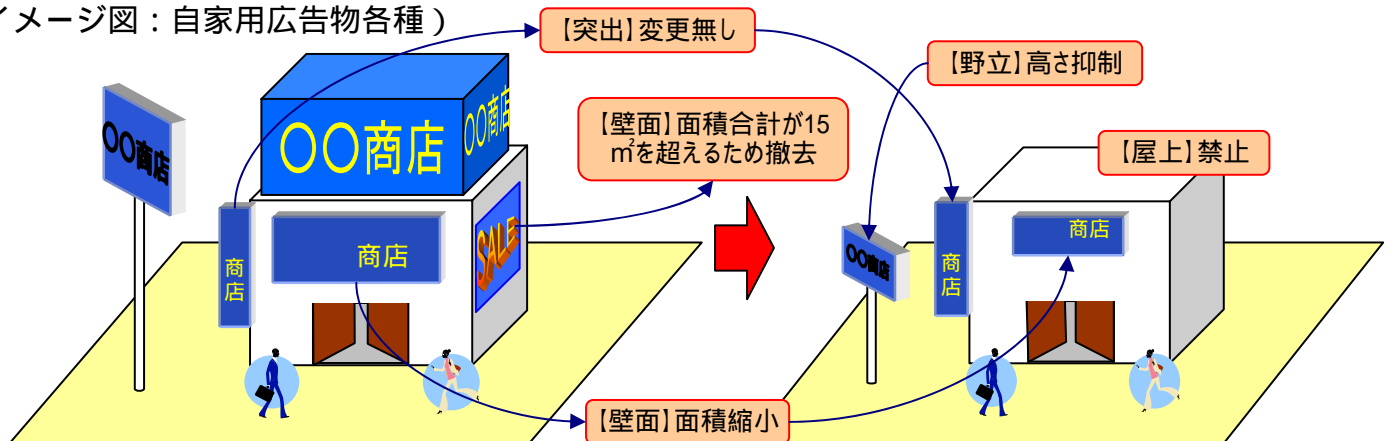 イメージ図：自家用広告物各種）
【突出】変更無し
【野立】高さ抑制
【壁面】面積合計が15
㎡を超えるため撤去
【屋上】禁止
〇〇商店
〇〇商店
〇〇商店
商店
商店
SALE
〇〇商店
商店
商店
【壁面】面積縮小